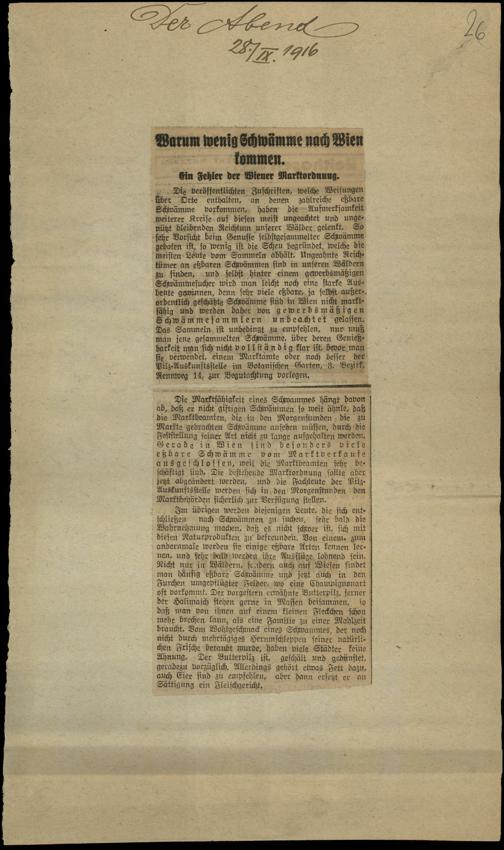 Der Abend
26
28./IX. 1916
Warum wenig Schwämme nach Wien
kommen.
Ein Fehler der Wiener Marktordnung.
Die veröffentlichten Zuschriften, welche Weisungen
über Orte enthalten, an denen zahlreiche eßbare
Schwämme vorkommen, haben die Aufmerksamkeit
weiterer Kreise auf diesen meist ungeachtet und unge-
nützt bleibenden Reichtum unserer Wälder gelenkt. So
sehr Vorsicht beim Genusse selbstgesammelter Schwämme
geboten ist, so wenig ist die Scheu begründet, welche die
meisten Leute vom Sammeln abhält. Ungeahnte Reich-
tümer an eßbaren Schwämmen sind in unseren Wäldern
zu finden, und selbst hinter einem gewerbsmäßigen
Schwämmesucher wird man leicht noch eine starke Aus-
beute gewinnen, denn sehr viele eßbare, ja selbst außer-
ordentlich geschätzte Schwämme sind in Wien nicht markt-
fähig und werden daher von gewerbsmäßigen
Schwämmesammlern unbeachtet gelassen.
Das Sammeln ist unbedingt zu empfehlen, nur muß
man jene gesammelten Schwämme, über deren Genieß-
barkeit man sich nicht vollständig klar ist, bevor man
sie verwendet, einem Marktamte oder noch besser der
Pilz-Auskunftsstelle im Botanischen Garten, 3. Bezirk,
Rennweg 14, zur Begutachtung vorlegen.
Die Marktfähigkeit eines Schwammes hängt davon
ab, daß er nicht giftigen Schwämmen so weit ähnle, daß
die Marktbeamten, die in den Morgenstunden die zu
Markte gebrachten Schwämme ansehen müssen, durch die
Feststellung seiner Art nicht zu lange aufgehalten werden.
Gerade in Wien sind besonders viele
eßbare Schwämme vom Marktverkaufe
ausgeschlossen, weil die Marktbeamten sehr be-
schäftigt sind. Die bestehende Marktordnung sollte aber
jetzt abgeändert werden, und die Fachleute der Pilz-
Auskunftsstelle werden sich in den Morgenstunden den
Marktbehörden sicherlich zur Verfügung stellen.
Im übrigen werden diejenigen Leute, die sich ent-
schließen nach Schwämmen zu suchen, sehr bald die
Wahrnehmung machen, daß es nicht schwer ist, sich mit
diesen Naturprodukten zu befreunden. Von einem zum
andernmale werden sie einige eßbare Arten kennen ler-
nen, und sehr bald werden ihre Ausflüge lohnend sein.
Nicht nur in Wäldern, sondern auch auf Wiesen findet
man häufig eßbare Schwämme und jetzt auch in den
Furchen umgepflügter Felder, wo eine Champignonart
oft vorkommt. Der vorgestern erwähnte Butterpilz, ferner
der Halimasch stehen gerne in Massen beisammen, so
daß man von ihnen auf einem kleinen Fleckchen schon
mehr brechen kann, als eine Familie zu einer Mahlzeit
braucht. Vom Wohlgeschmack eines Schwammes, der noch
nicht durch mehrtägiges Herumschleppen seiner natürli-
chen Frische beraubt wurde, haben viele Städter keine
Ahnung. Der Butterpilz ist, geschält und gedünstet,
geradezu vorzüglich. Allerdings gehört etwas Fett dazu,
auch Eier sind zu empfehlen, aber dann ersetzt er an
Sättigung ein Fleischgericht.